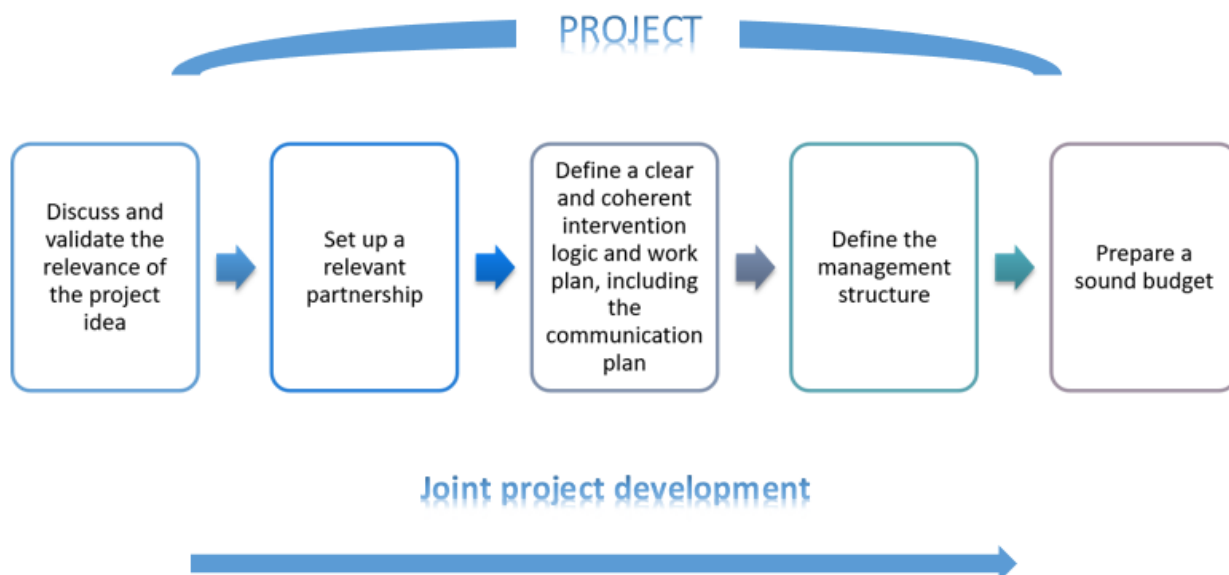 PROJECT
Discuss and
validate the
relevance of
the project
idea
Set up a
relevant
partnership
Define a clear
and coherent
intervention
logic and work
plan, including
the
communication
plan
Define the
management
structure
Prepare a
sound budget
Joint project development